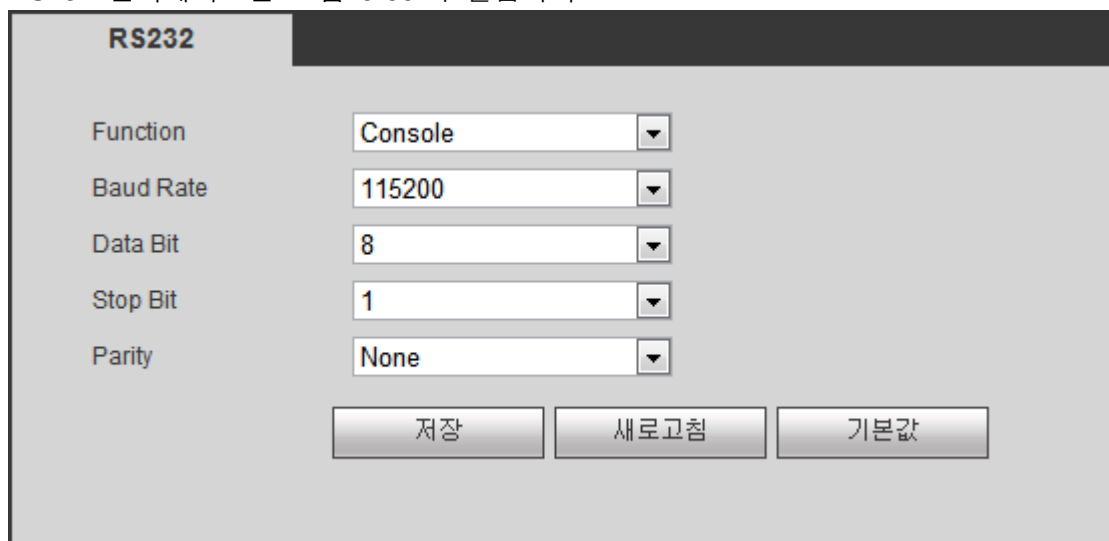 RS232
Function Console
Baud Rate 115200
Data Bit 8
Stop Bit 1
Parity None
저장 새로고침 기본값